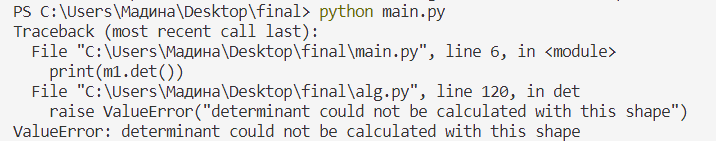 PS C:\Users\Мадина\Desktop\final> python main.py
Traceback (most recent call last):
  File "C:\Users\Мадина\Desktop\final\main.py", line 6, in <module>
    print(m1.det())
  File "C:\Users\Мадина\Desktop\final\alg.py", line 120, in det
    raise ValueError("determinant could not be calculated with this shape")
ValueError: determinant could not be calculated with this shape